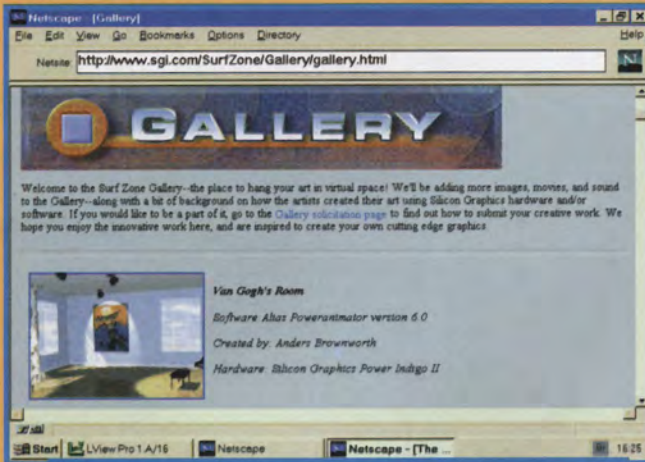 Netscape - [Gallery]
File Edit View Go Bookmarks Options Directory Help
Netsite: http://www.sgi.com/SurfZone/Gallery/gallery.html
N
GALLERY
Welcome to the Surf Zone Gallery--the place to hang your art in virtual space! We'll be adding more images, movies, and sound
to the Gallery--along with a bit of background on how the artists created their art using Silicon Graphics hardware and/or
software. If you would like to be a part of it, go to the Gallery solicitation page to find out how to submit your creative work. We
hope you enjoy the innovative work here, and are inspired to create your own cutting edge graphics.
Van Gogh's Room
Software: Alias Poweranimator version 6.0
Created by: Anders Brownworth
Hardware: Silicon Graphics Power Indigo II
Start LView Pro 1.A/16 Netscape Netscape - [The ... 16:25